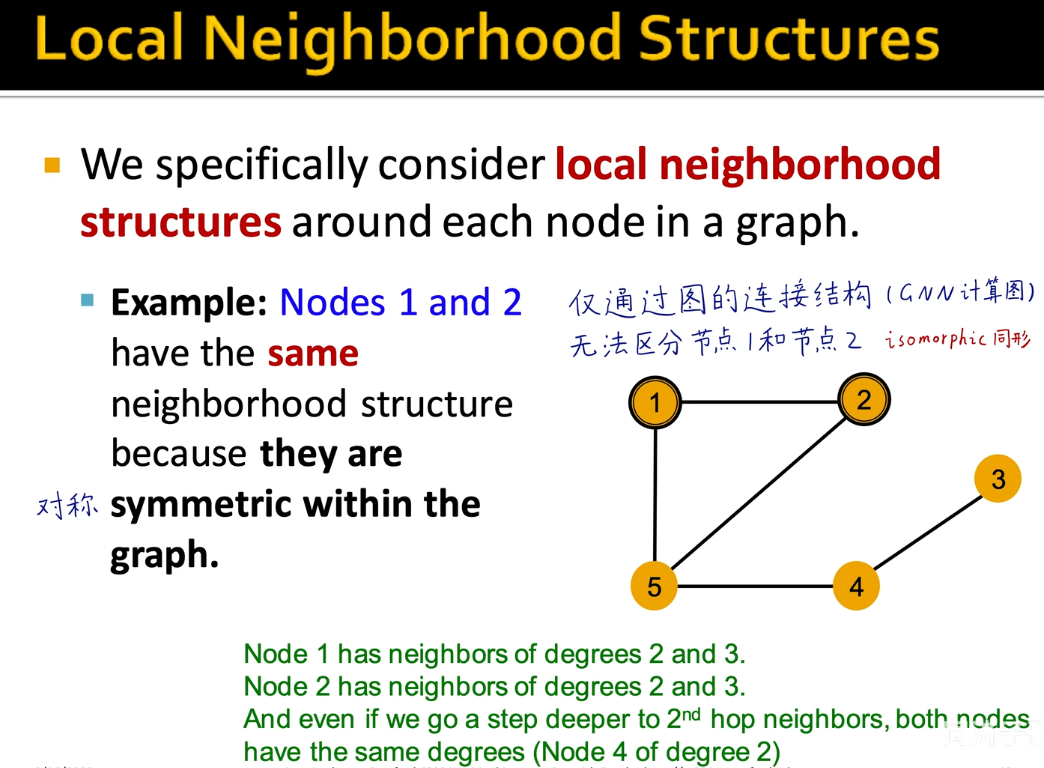 Local Neighborhood Structures
We specifically consider local neighborhood
structures around each node in a graph.
Example: Nodes 1 and 2
have the same
neighborhood structure
because they are
对称 symmetric within the
graph.
仅通过图的连接结构 (GNN计算图)
无法区分节点1和节点2 isomorphic 同形
1
2
3
5
4
Node 1 has neighbors of degrees 2 and 3.
Node 2 has neighbors of degrees 2 and 3.
And even if we go a step deeper to 2nd hop neighbors, both nodes
have the same degrees (Node 4 of degree 2)